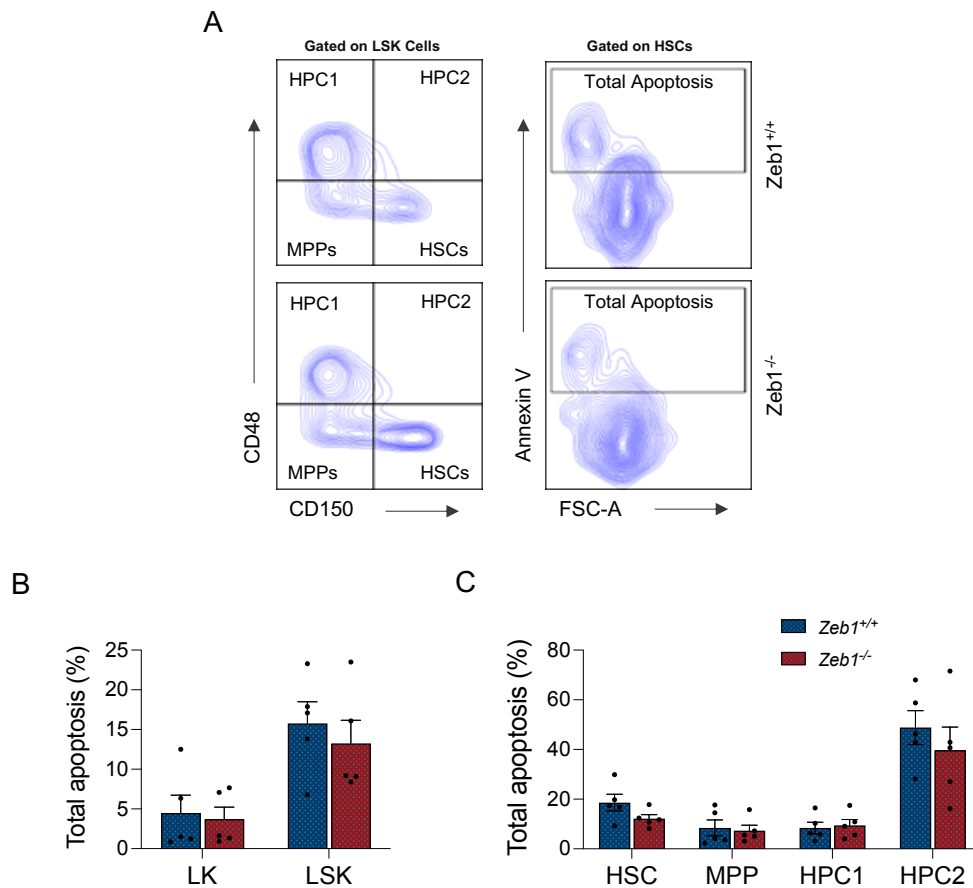 A
Gated on LSK Cells
Gated on HSCs
HPC1 HPC2
MPPs HSCs
Total Apoptosis
Zeb1+/+
HPC1 HPC2
MPPs HSCs
Total Apoptosis
Zeb1-/-
CD48
Annexin V
CD150
FSC-A
B
Total apoptosis (%)
25
20
15
10
5
0
LK LSK
C
Zeb1+/+
Zeb1-/-
Total apoptosis (%)
80
60
40
20
0
HSC MPP HPC1 HPC2